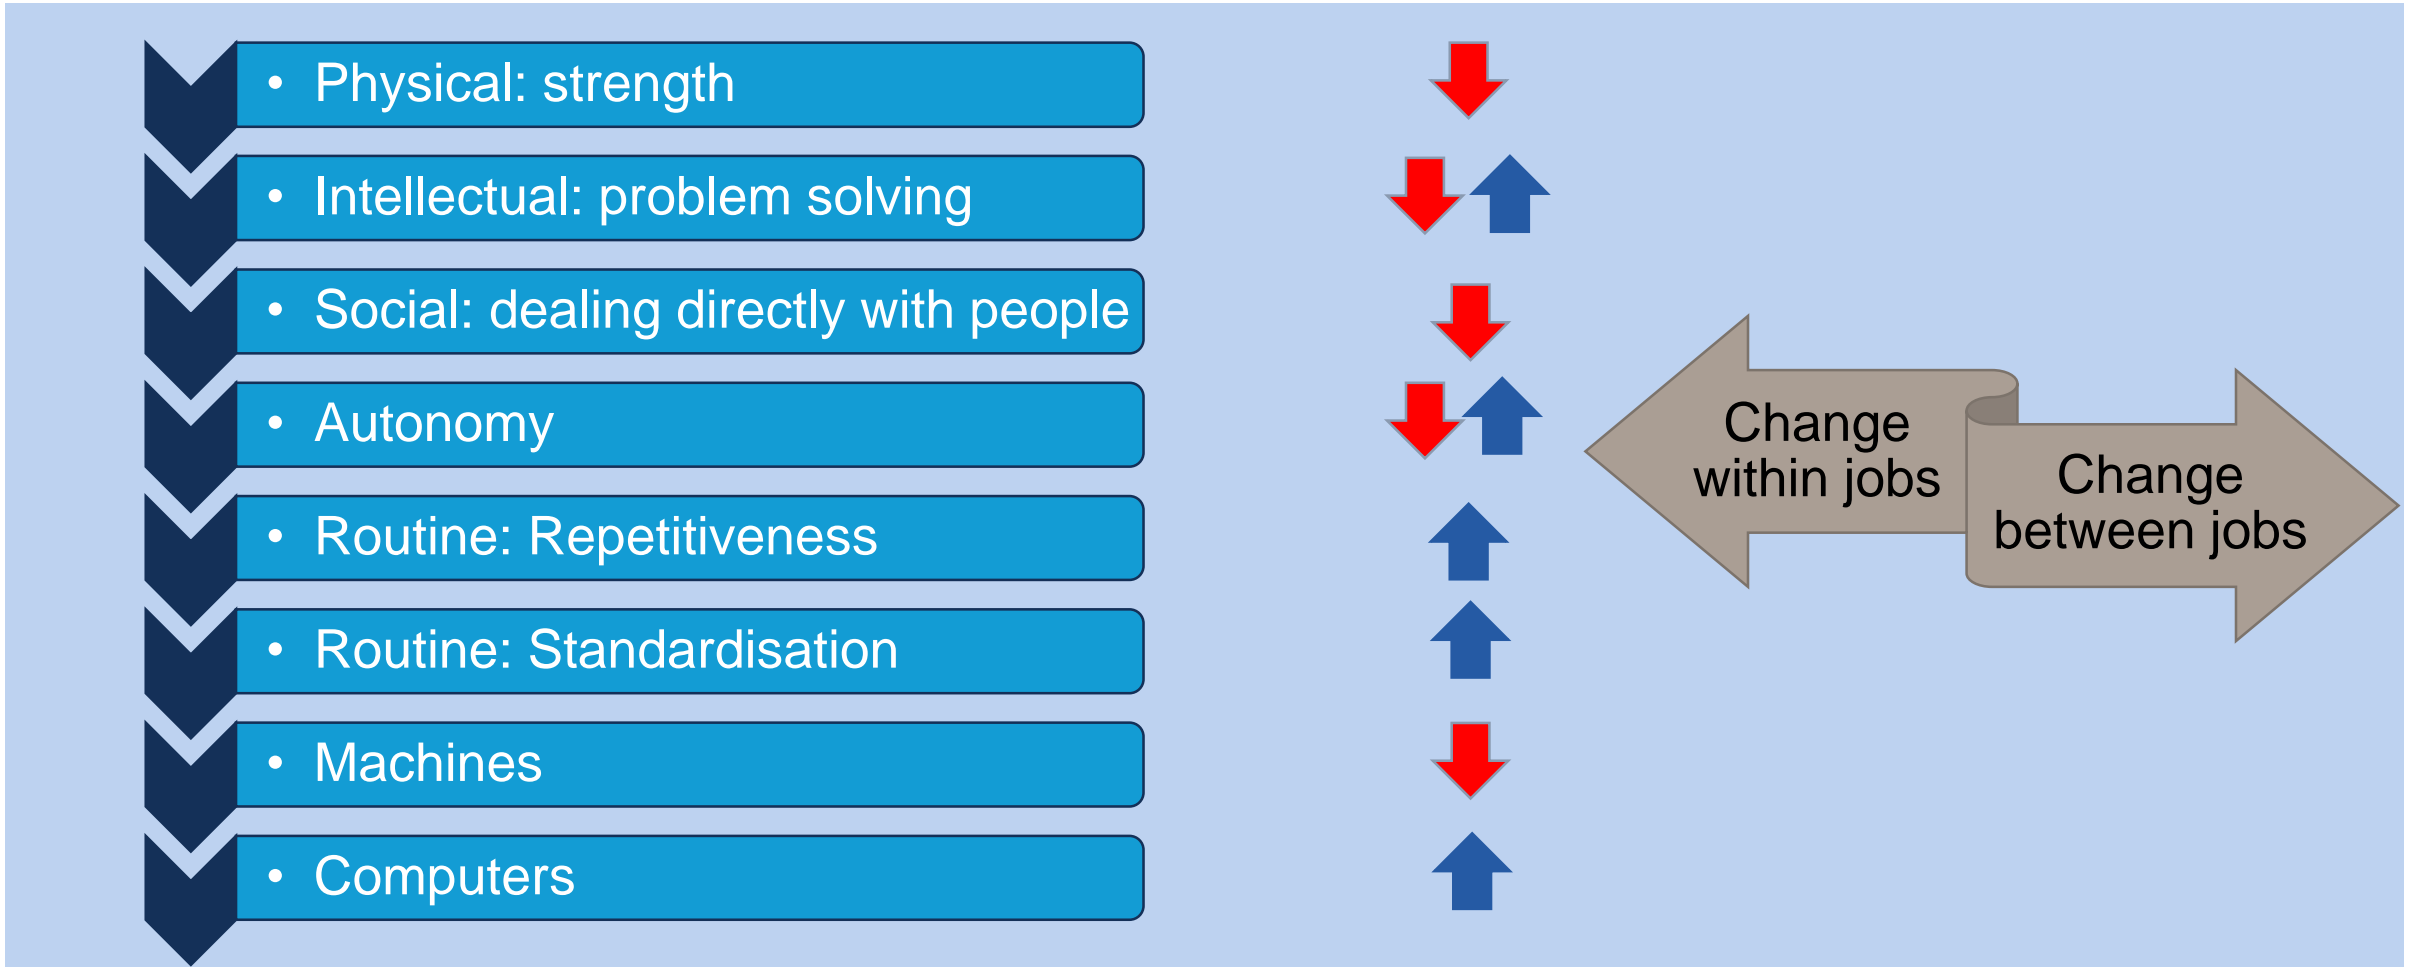 • Physical: strength
• Intellectual: problem solving
• Social: dealing directly with people
• Autonomy
• Routine: Repetitiveness
• Routine: Standardisation
• Machines
• Computers
Change
within jobs
Change
between jobs